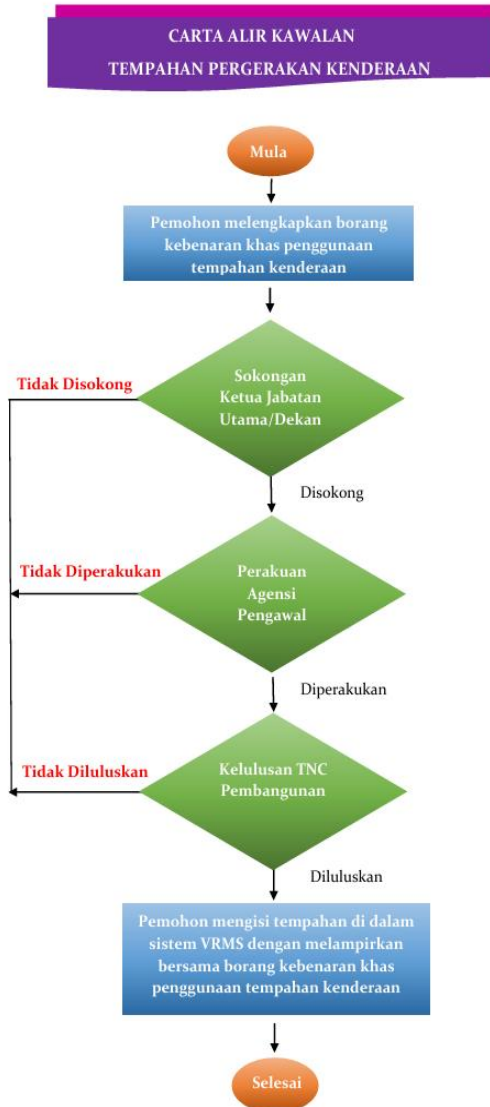 CARTA ALIR KAWALAN
TEMPAHAN PERGERAKAN KENDERAAN
Mula
Pemohon melengkapkan borang
kebenaran khas penggunaan
tempahan kenderaan
Tidak Disokong
Sokongan
Ketua Jabatan
Utama/Dekan
Disokong
Tidak Diperakukan
Perakuan
Agensi
Pengawal
Diperakukan
Tidak Diluluskan
Kelulusan TNC
Pembangunan
Diluluskan
Pemohon mengisi tempahan di dalam
sistem VRMS dengan melampirkan
bersama borang kebenaran khas
penggunaan tempahan kenderaan
Selesai